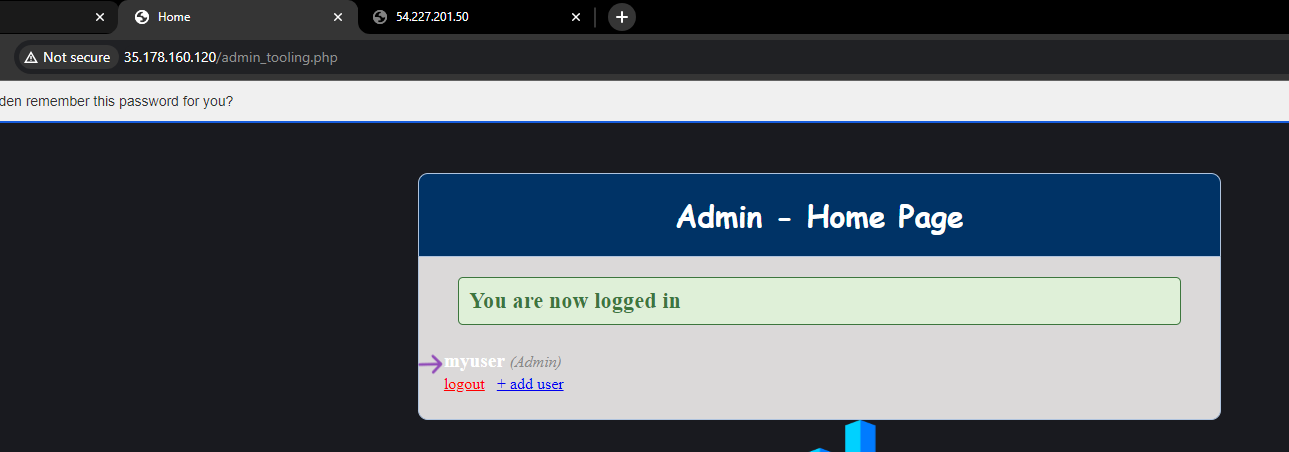 Home
54.227.201.50
Not secure 35.178.160.120/admin_tooling.php
den remember this password for you?
Admin - Home Page
You are now logged in
myuser (Admin)
logout + add user